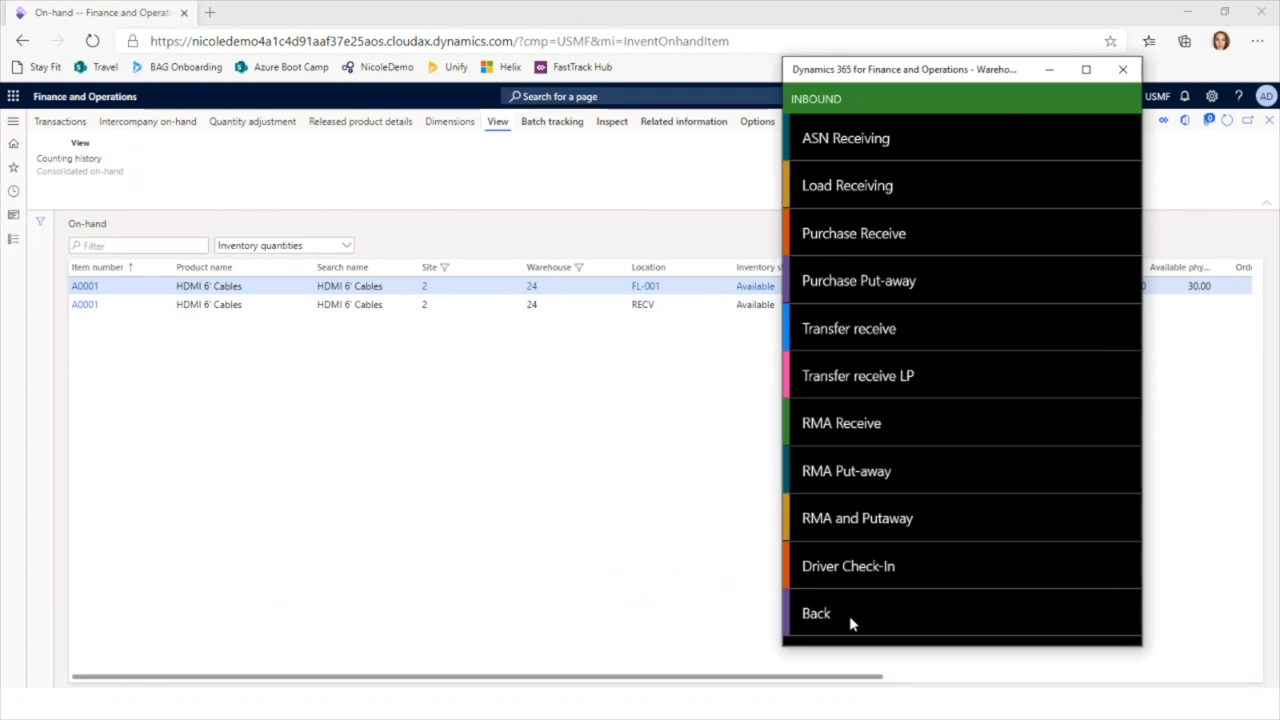 On-hand -- Finance and Operati
https://nicoledemo4a1c4d91aaf37e25aos.cloudax.dynamics.com/?cmp=USMF&mi=InventOnhandItem
Stay Fit Travel BAG Onboarding Azure Boot Camp NicoleDemo Unify Helix FastTrack Hub
Finance and Operations Search for a page USMF ? AD
Transactions Intercompany on-hand Quantity adjustment Released product details Dimensions View Batch tracking Inspect Related information Options
View
Counting history
Consolidated on-hand
On-hand
Filter Inventory quantities
Item number Product name Search name Site Warehouse Location Inventory s Available phy... Orde
A0001 HDMI 6' Cables HDMI 6' Cables 2 24 FL-001 Available 0 30.00
A0001 HDMI 6' Cables HDMI 6' Cables 2 24 RECV Available
Dynamics 365 for Finance and Operations - Wareho...
INBOUND
ASN Receiving
Load Receiving
Purchase Receive
Purchase Put-away
Transfer receive
Transfer receive LP
RMA Receive
RMA Put-away
RMA and Putaway
Driver Check-In
Back